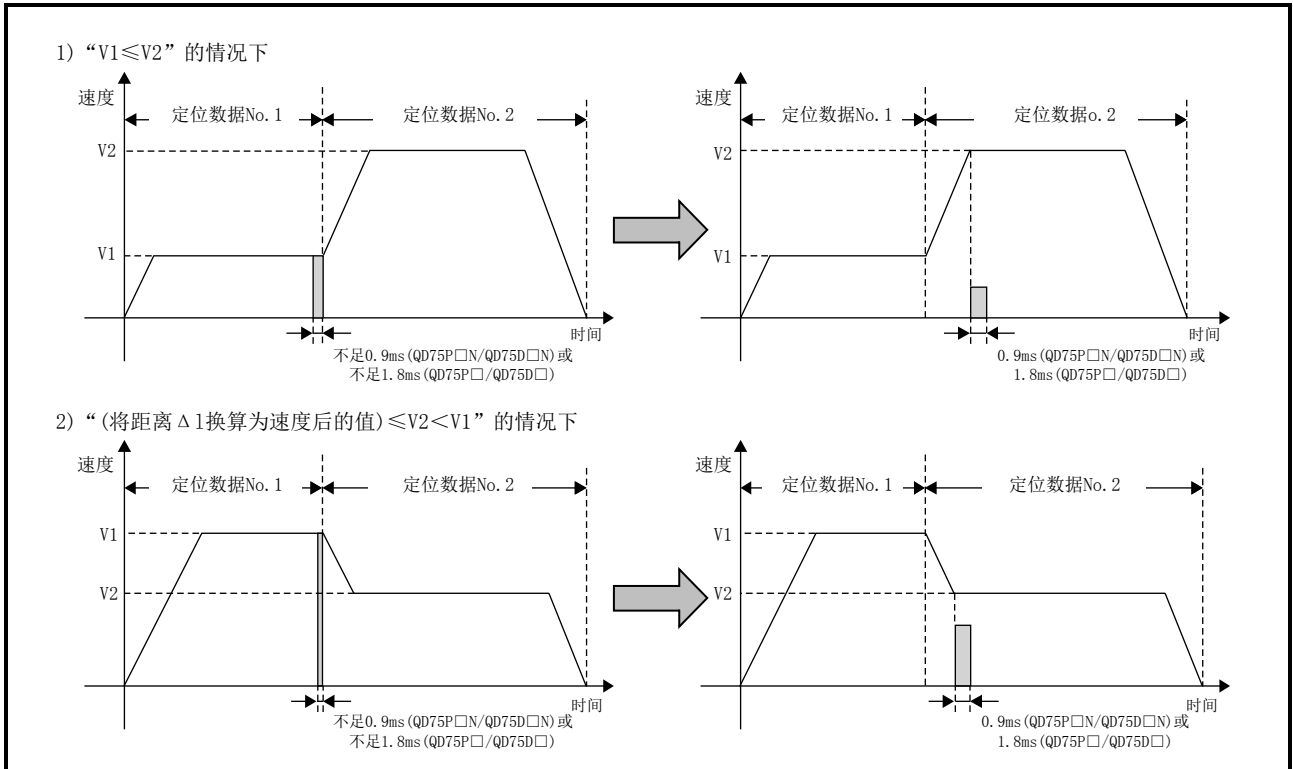 1) “V1≤V2” 的情况下
速度
定位数据No. 1
定位数据No. 2
V2
V1
时间
不足0.9ms(QD75P□N/QD75D□N)或
不足1.8ms(QD75P□/QD75D□)
速度
定位数据No. 1
定位数据o. 2
V2
V1
时间
0.9ms(QD75P□N/QD75D□N)或
1.8ms(QD75P□/QD75D□)
2) “(将距离Δl换算为速度后的值)≤V2<V1” 的情况下
速度
定位数据No. 1
定位数据No. 2
V1
V2
时间
不足0.9ms(QD75P□N/QD75D□N)或
不足1.8ms(QD75P□/QD75D□)
速度
定位数据No. 1
定位数据No. 2
V1
V2
时间
0.9ms(QD75P□N/QD75D□N)或
1.8ms(QD75P□/QD75D□)